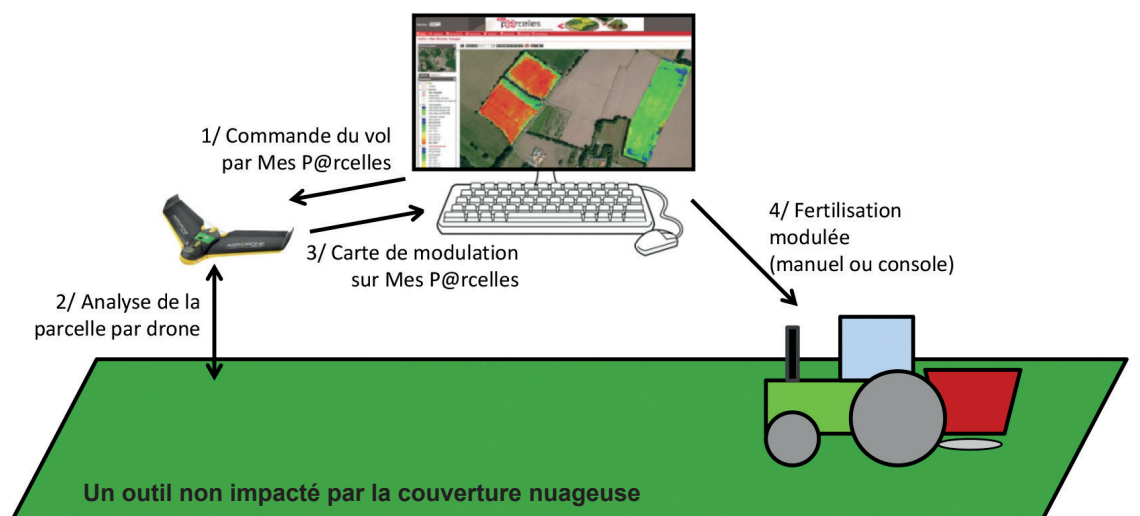 p@rcelles
1/ Commande du vol
par Mes P@rcelles
3/ Carte de modulation
sur Mes P@rcelles
4/ Fertilisation
modulée
(manuel ou console)
2/ Analyse de la
parcelle par drone
Un outil non impacté par la couverture nuageuse